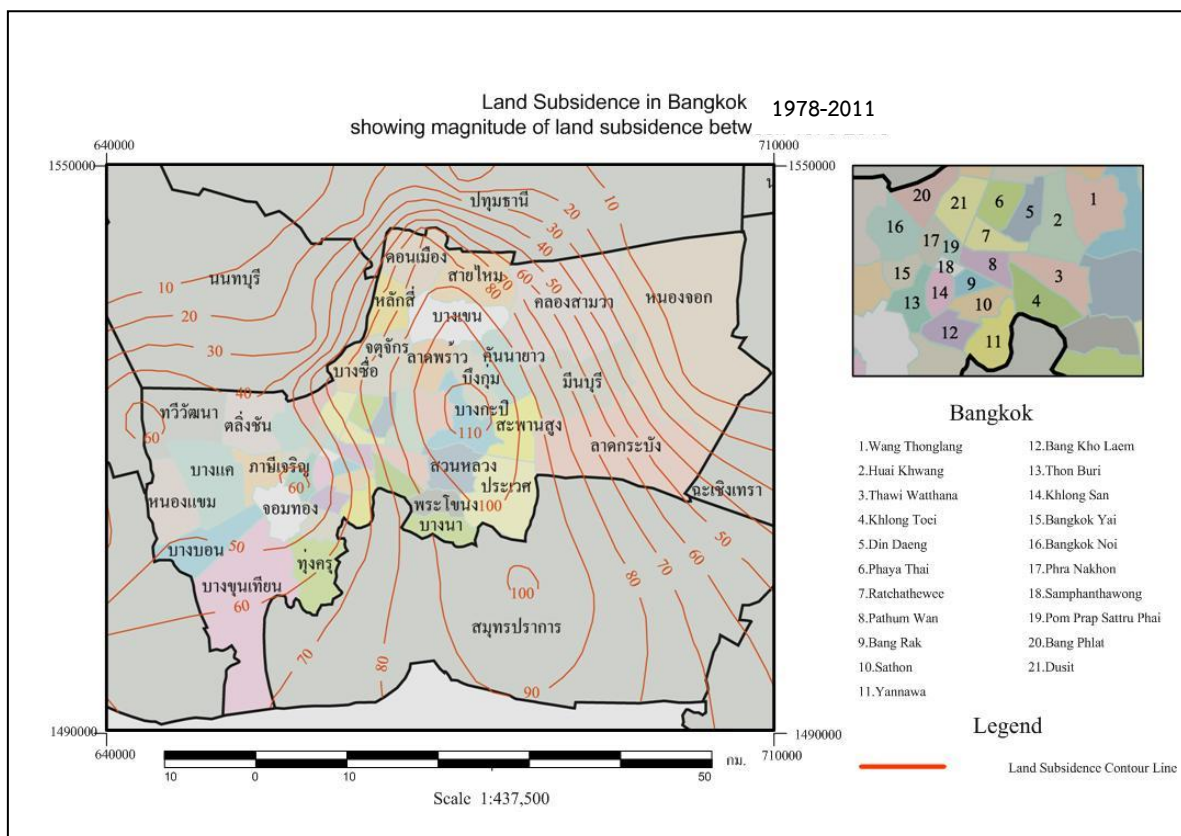 Land Subsidence in Bangkok 1978-2011
showing magnitude of land subsidence betw
640000
710000
1550000
1550000
ปทุมธานี
10
20
30
40
50
60
70
80
ดอนเมือง
สายไหม
นนทบุรี
10
20
30
40
หลักสี่
คลองสามวา
หนองจอก
บางเขน
จตุจักร
ลาดพร้าว
คันนายาว
บางซื่อ
บึงกุ่ม
มีนบุรี
บางกะปิ
110
สะพานสูง
ทวีวัฒนา
60
ตลิ่งชัน
ลาดกระบัง
บางแค
ภาษีเจริญ
60
สวนหลวง
ประเวศ
ฉะเชิงเทรา
หนองแขม
จอมทอง
พระโขนง
100
บางนา
บางบอน
50
ทุ่งครุ
50
60
70
80
บางขุนเทียน
60
100
สมุทรปราการ
70
80
90
1490000
1490000
640000
710000
10
0
10
50
กม.
Scale 1:437,500
20
21
6
5
1
16
17
19
7
2
15
18
8
3
13
14
9
10
4
12
11
Bangkok
1.Wang Thonglang
2.Huai Khwang
3.Thawi Watthana
4.Khlong Toei
5.Din Daeng
6.Phaya Thai
7.Ratchathewee
8.Pathum Wan
9.Bang Rak
10.Sathon
11.Yannawa
12.Bang Kho Laem
13.Thon Buri
14.Khlong San
15.Bangkok Yai
16.Bangkok Noi
17.Phra Nakhon
18.Samphanthawong
19.Pom Prap Sattru Phai
20.Bang Phlat
21.Dusit
Legend
Land Subsidence Contour Line